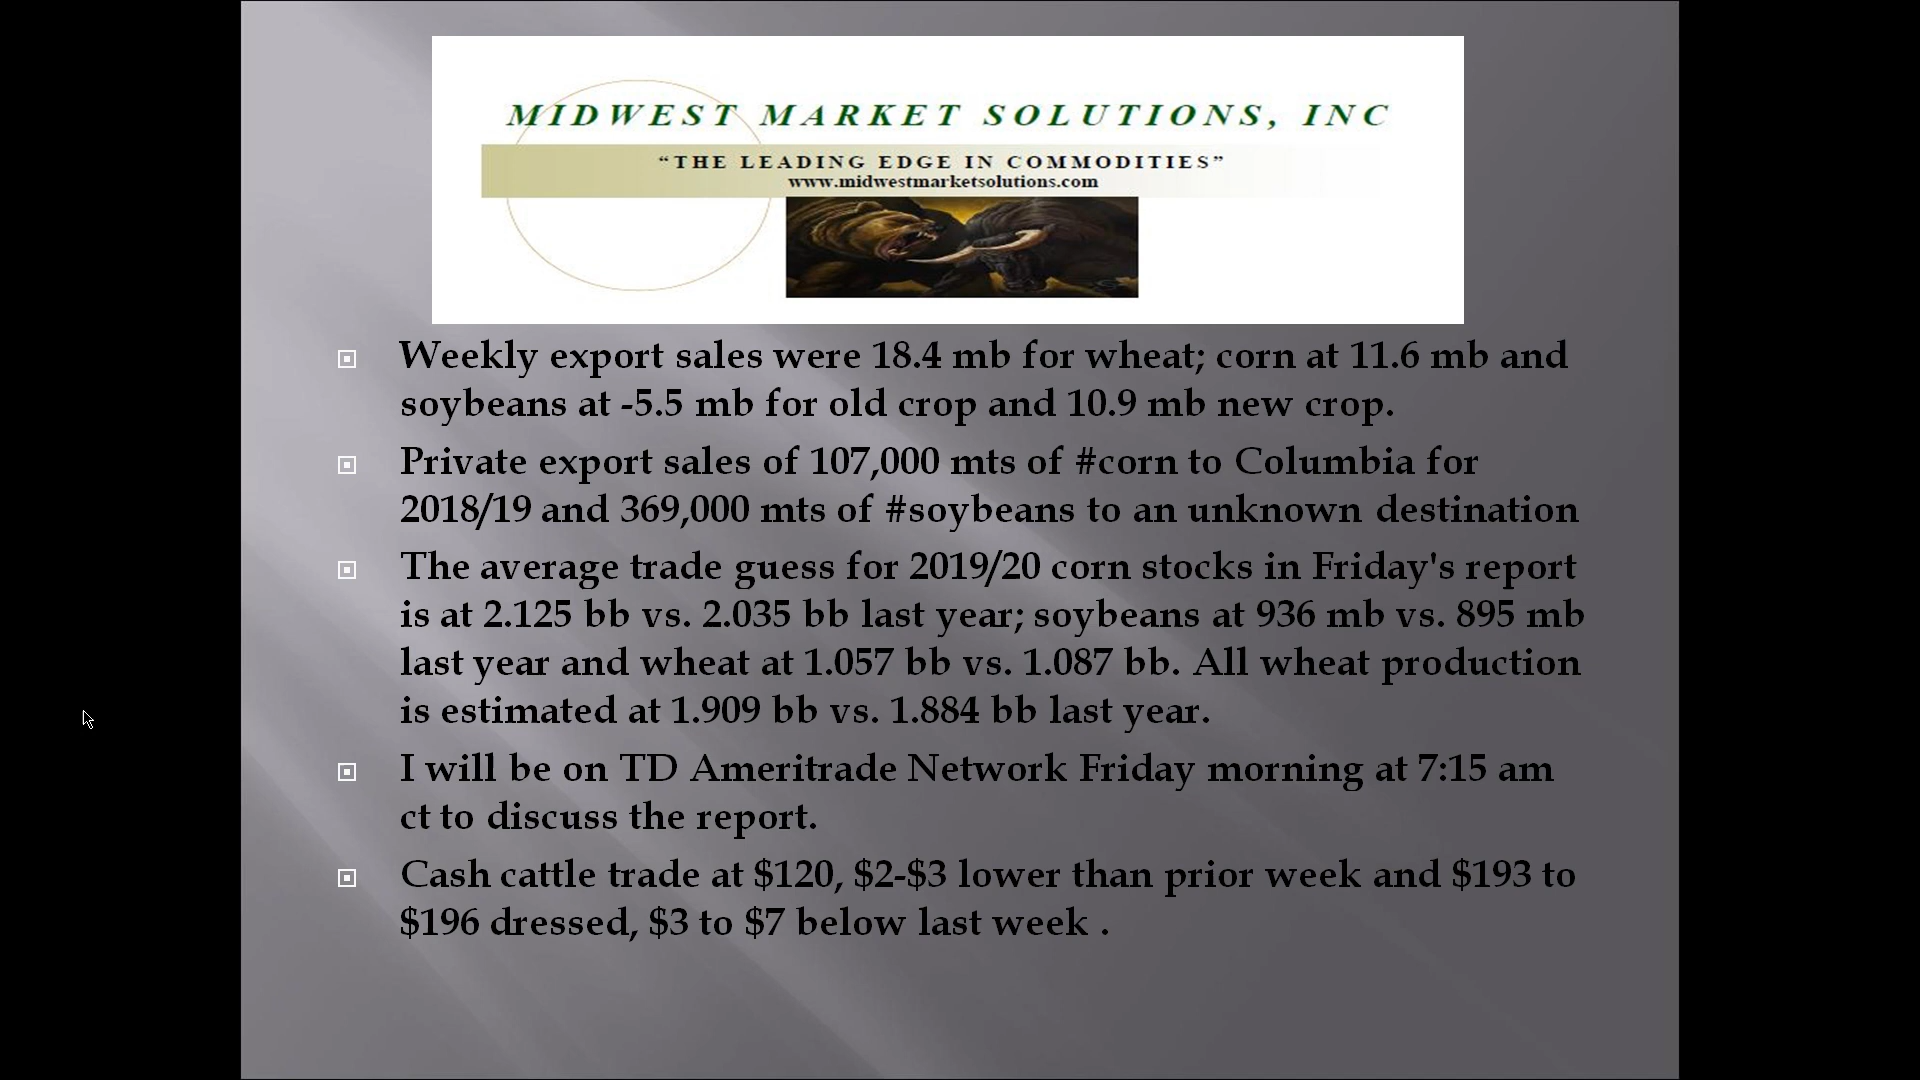 MIDWEST MARKET SOLUTIONS, INC
“THE LEADING EDGE IN COMMODITIES”
www.midwestmarketsolutions.com
Weekly export sales were 18.4 mb for wheat; corn at 11.6 mb and
soybeans at -5.5 mb for old crop and 10.9 mb new crop.
Private export sales of 107,000 mts of #corn to Columbia for
2018/19 and 369,000 mts of #soybeans to an unknown destination
The average trade guess for 2019/20 corn stocks in Friday's report
is at 2.125 bb vs. 2.035 bb last year; soybeans at 936 mb vs. 895 mb
last year and wheat at 1.057 bb vs. 1.087 bb. All wheat production
is estimated at 1.909 bb vs. 1.884 bb last year.
I will be on TD Ameritrade Network Friday morning at 7:15 am
ct to discuss the report.
Cash cattle trade at $120, $2-$3 lower than prior week and $193 to
$196 dressed, $3 to $7 below last week .